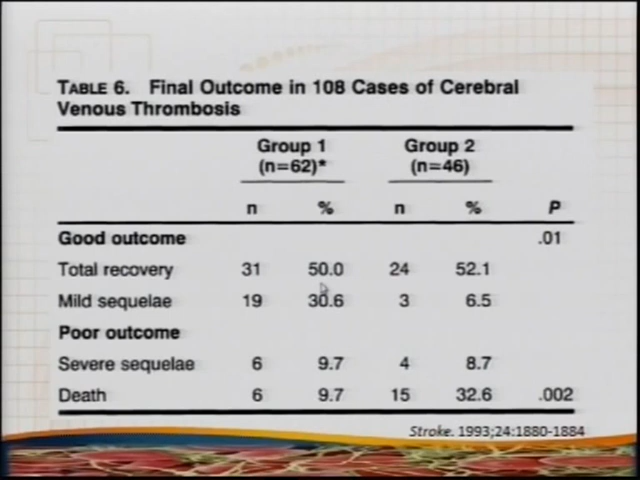 TABLE 6. Final Outcome in 108 Cases of Cerebral
Venous Thrombosis
Group 1 Group 2
(n=62)* (n=46)
n % n % P
Good outcome .01
Total recovery 31 50.0 24 52.1
Mild sequelae 19 30.6 3 6.5
Poor outcome
Severe sequelae 6 9.7 4 8.7
Death 6 9.7 15 32.6 .002
Stroke. 1993;24:1880-1884